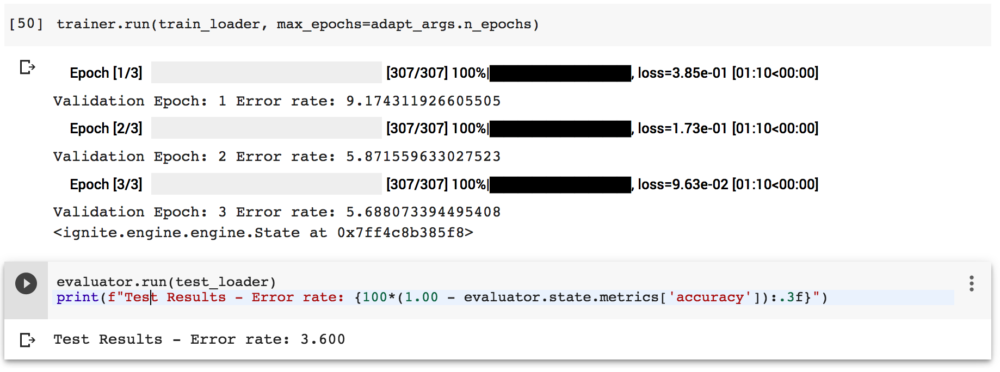 [50] trainer.run(train_loader, max_epochs=adapt_args.n_epochs)
Epoch [1/3] [307/307] 100%|, loss=3.85e-01 [01:10<00:00]
Validation Epoch: 1 Error rate: 9.174311926605505
Epoch [2/3] [307/307] 100%|, loss=1.73e-01 [01:10<00:00]
Validation Epoch: 2 Error rate: 5.871559633027523
Epoch [3/3] [307/307] 100%|, loss=9.63e-02 [01:10<00:00]
Validation Epoch: 3 Error rate: 5.688073394495408
<ignite.engine.engine.State at 0x7ff4c8b385f8>
evaluator.run(test_loader)
print(f"Test Results - Error rate: {100*(1.00 - evaluator.state.metrics['accuracy']):.3f}")
Test Results - Error rate: 3.600